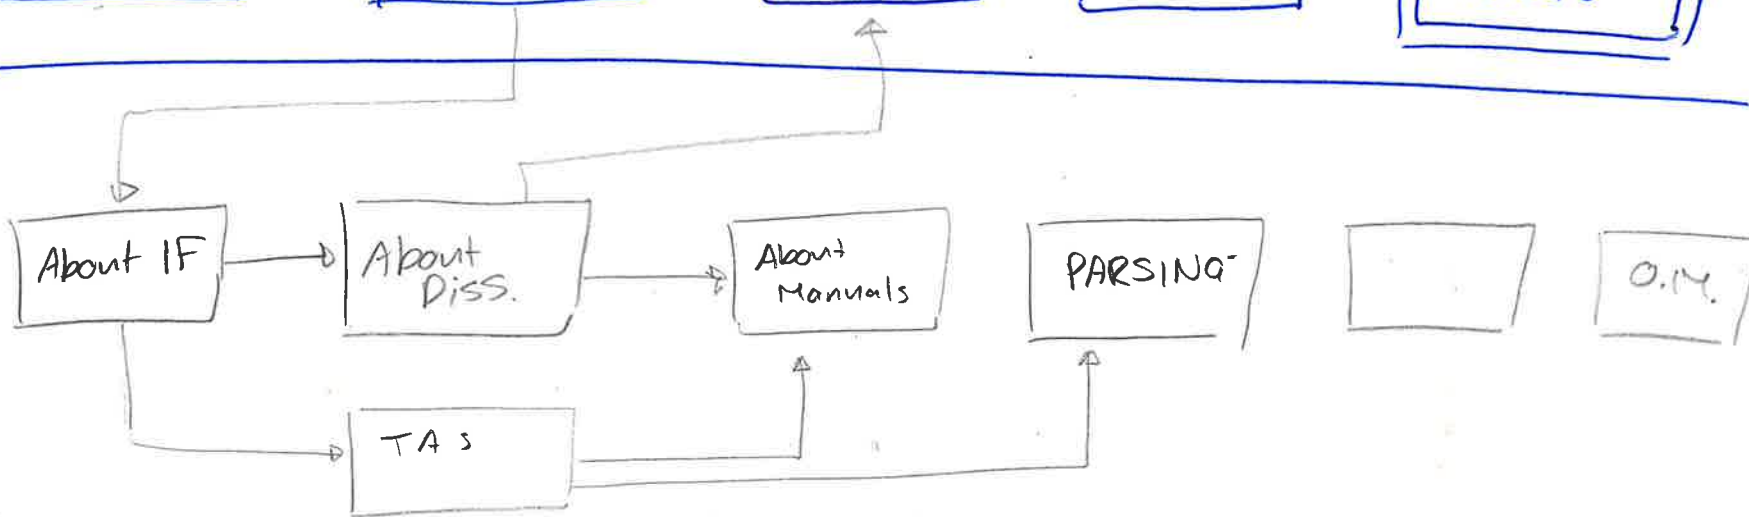 About IF
About
Diss.
About
Manuals
PARSING
O.M.
TAS